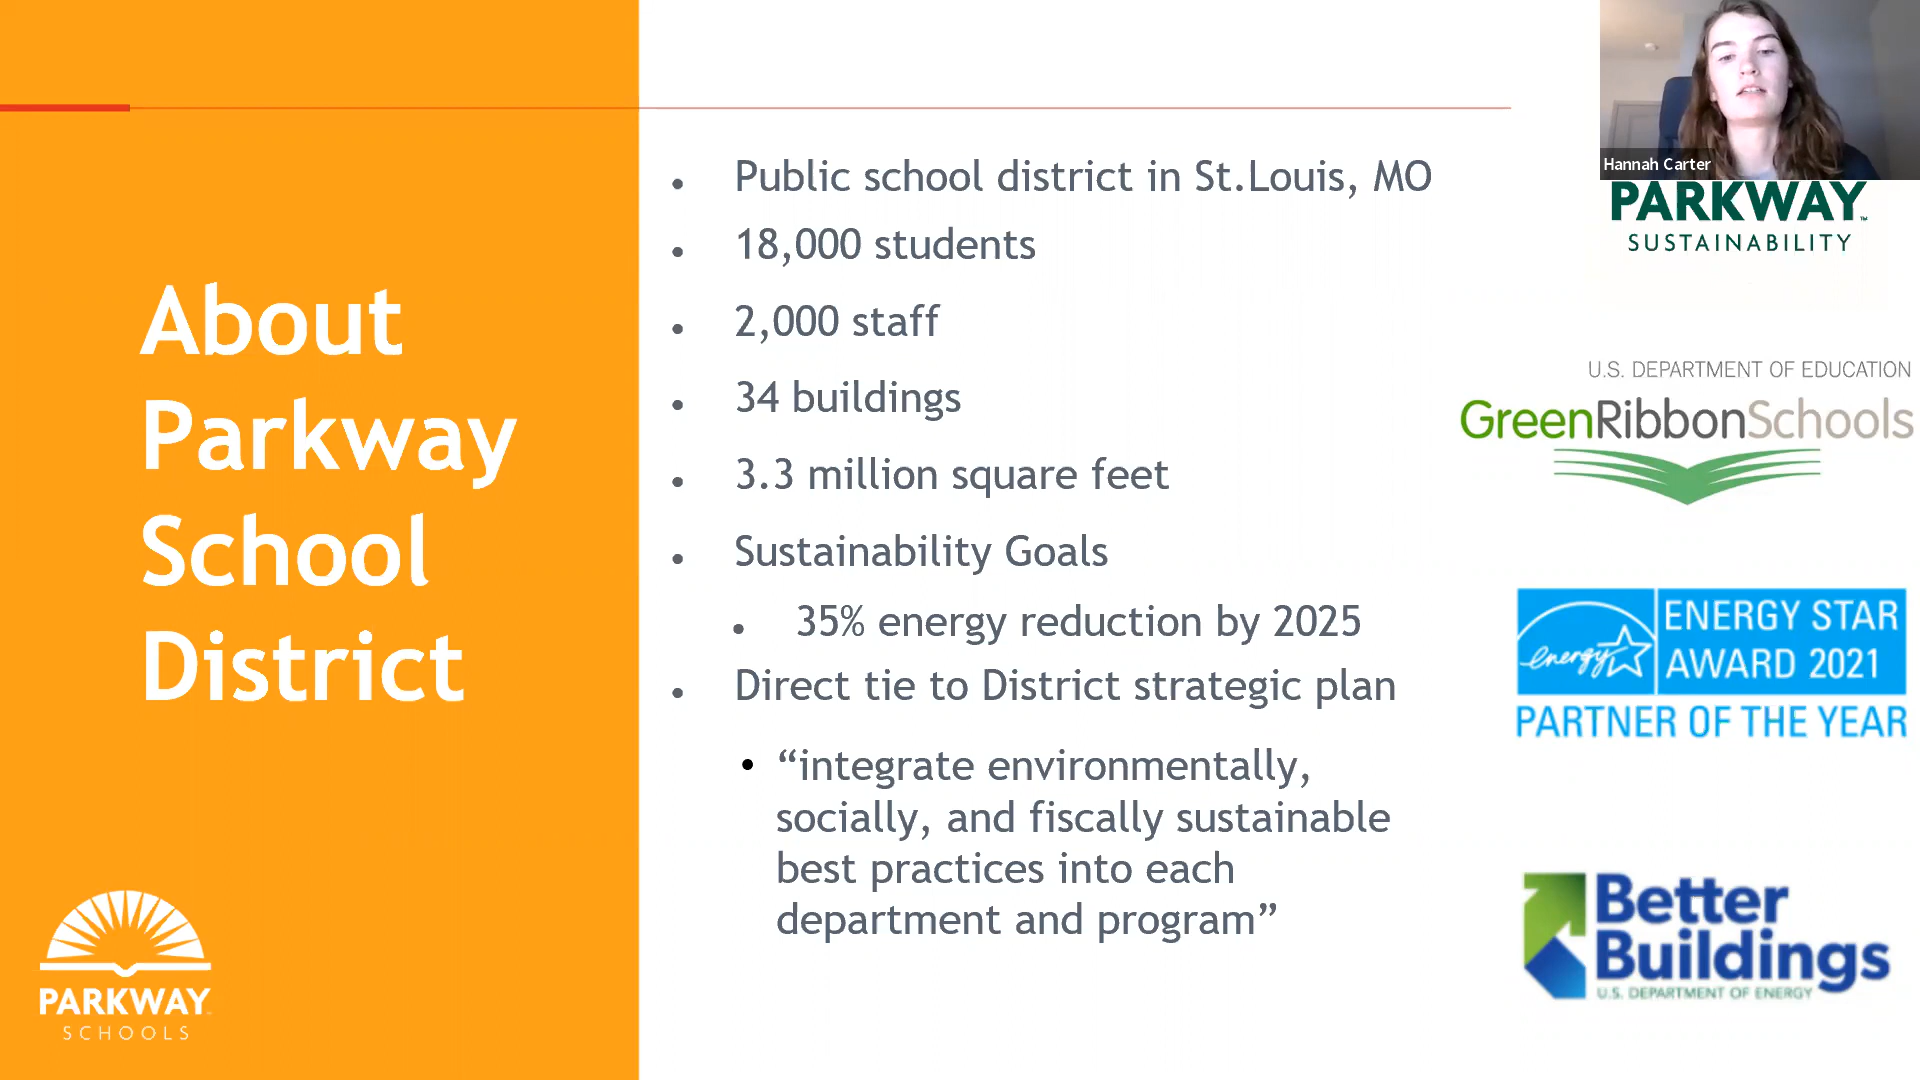 About
Parkway
School
District
PARKWAY
SCHOOLS
• Public school district in St.Louis, MO
• 18,000 students
• 2,000 staff
• 34 buildings
• 3.3 million square feet
• Sustainability Goals
• 35% energy reduction by 2025
• Direct tie to District strategic plan
• “integrate environmentally,
socially, and fiscally sustainable
best practices into each
department and program”
Hannah Carter
PARKWAY™
SUSTAINABILITY
U.S. DEPARTMENT OF EDUCATION
GreenRibbonSchools
energy
ENERGY STAR
AWARD 2021
PARTNER OF THE YEAR
Better
Buildings
U.S. DEPARTMENT OF ENERGY